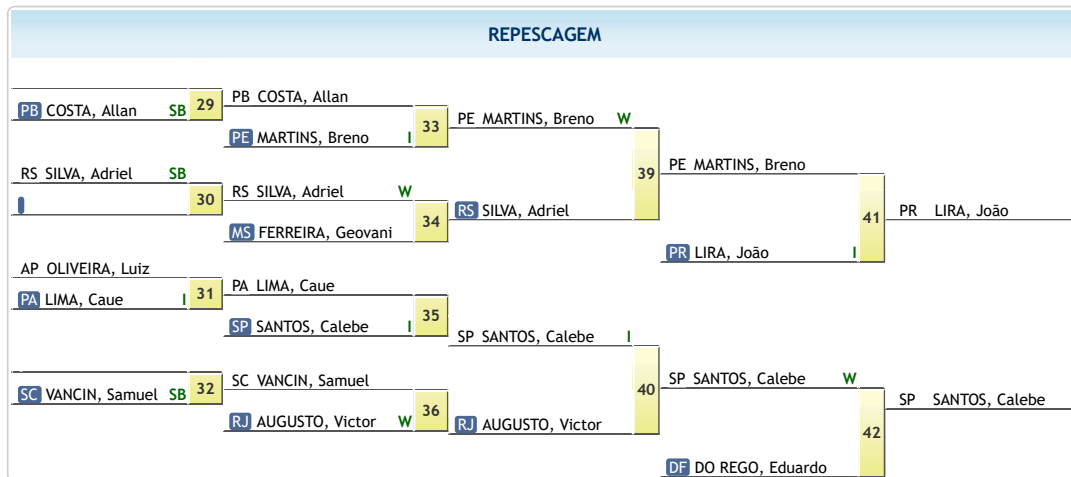 REPESCAGEM
PB COSTA, Allan SB
29
PB COSTA, Allan
PE MARTINS, Breno I
33
PE MARTINS, Breno W
RS SILVA, Adriel SB
30
RS SILVA, Adriel W
MS FERREIRA, Geovani
34
RS SILVA, Adriel
39
PE MARTINS, Breno
PR LIRA, João I
41
PR LIRA, João
AP OLIVEIRA, Luiz
PA LIMA, Caue I
31
PA LIMA, Caue
SP SANTOS, Calebe I
35
SP SANTOS, Calebe I
SC VANCIN, Samuel SB
32
SC VANCIN, Samuel
RJ AUGUSTO, Victor W
36
RJ AUGUSTO, Victor
40
SP SANTOS, Calebe W
DF DO REGO, Eduardo
42
SP SANTOS, Calebe